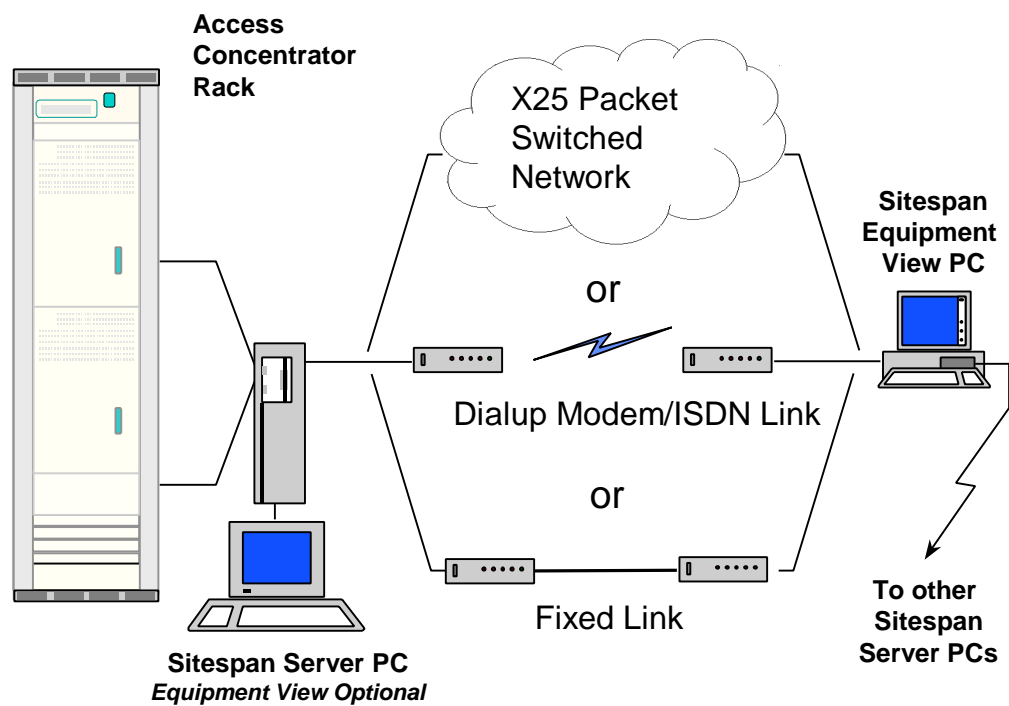 Access
Concentrator
Rack
X25 Packet
Switched
Network
Sitespan
Equipment
View PC
or
Dialup Modem/ISDN Link
or
Fixed Link
To other
Sitespan
Server PCs
Sitespan Server PC
Equipment View Optional